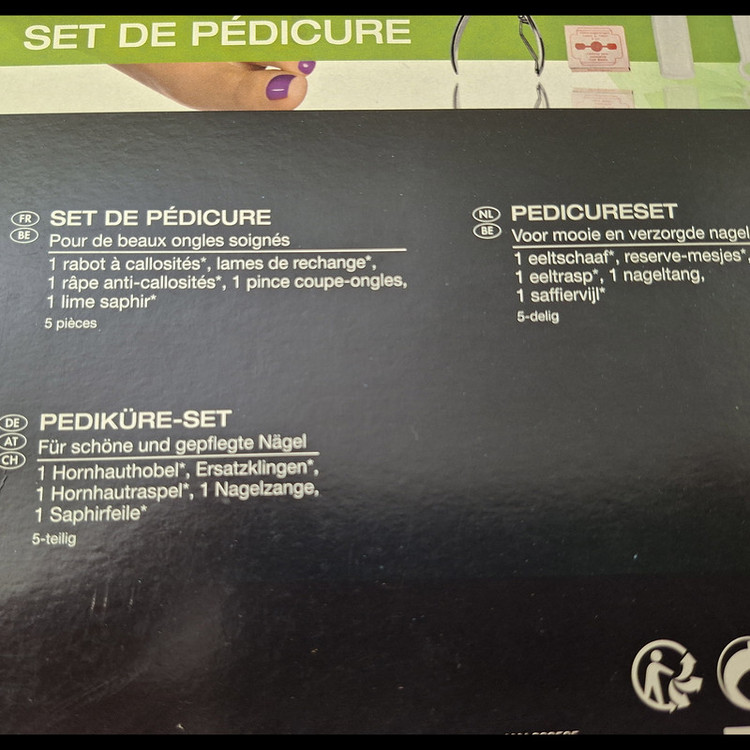 SET DE PÉDICURE
FR
BE
SET DE PÉDICURE
Pour de beaux ongles soignés
1 rabot à callosités*, lames de rechange*,
1 râpe anti-callosités*, 1 pince coupe-ongles,
1 lime saphir*
5 pièces
NL
BE
PEDICURESET
Voor mooie en verzorgde nagel
1 eeltschaaf*, reserve-mesjes*,
1 eeltrasp*, 1 nageltang,
1 saffiervijl*
5-delig
DE
AT
CH
PEDIKÜRE-SET
Für schöne und gepflegte Nägel
1 Hornhauthobel*, Ersatzklingen*,
1 Hornhautraspel*, 1 Nagelzange,
1 Saphirfeile*
5-teilig